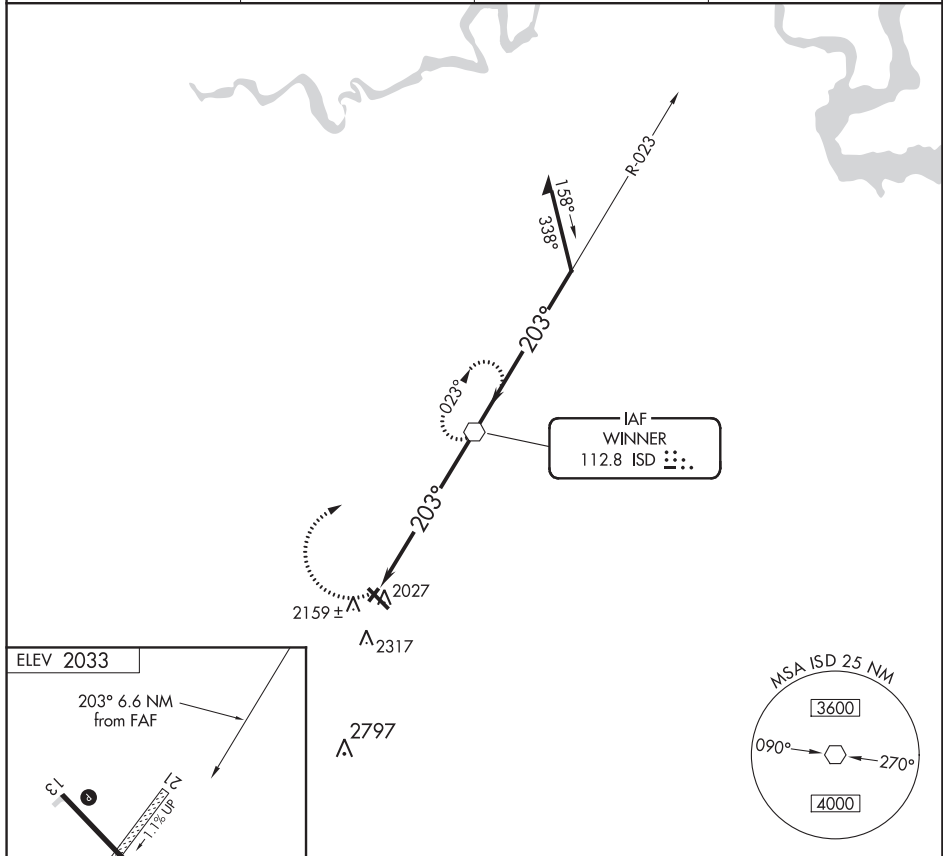 R-023
158°
338°
203°
023°
IAF
WINNER
112.8 ISD
203°
2027
2159 ±
2317
2797
ELEV 2033
203° 6.6 NM
from FAF
13
P
21
1.1% UP
MSA ISD 25 NM
3600
090°
270°
4000